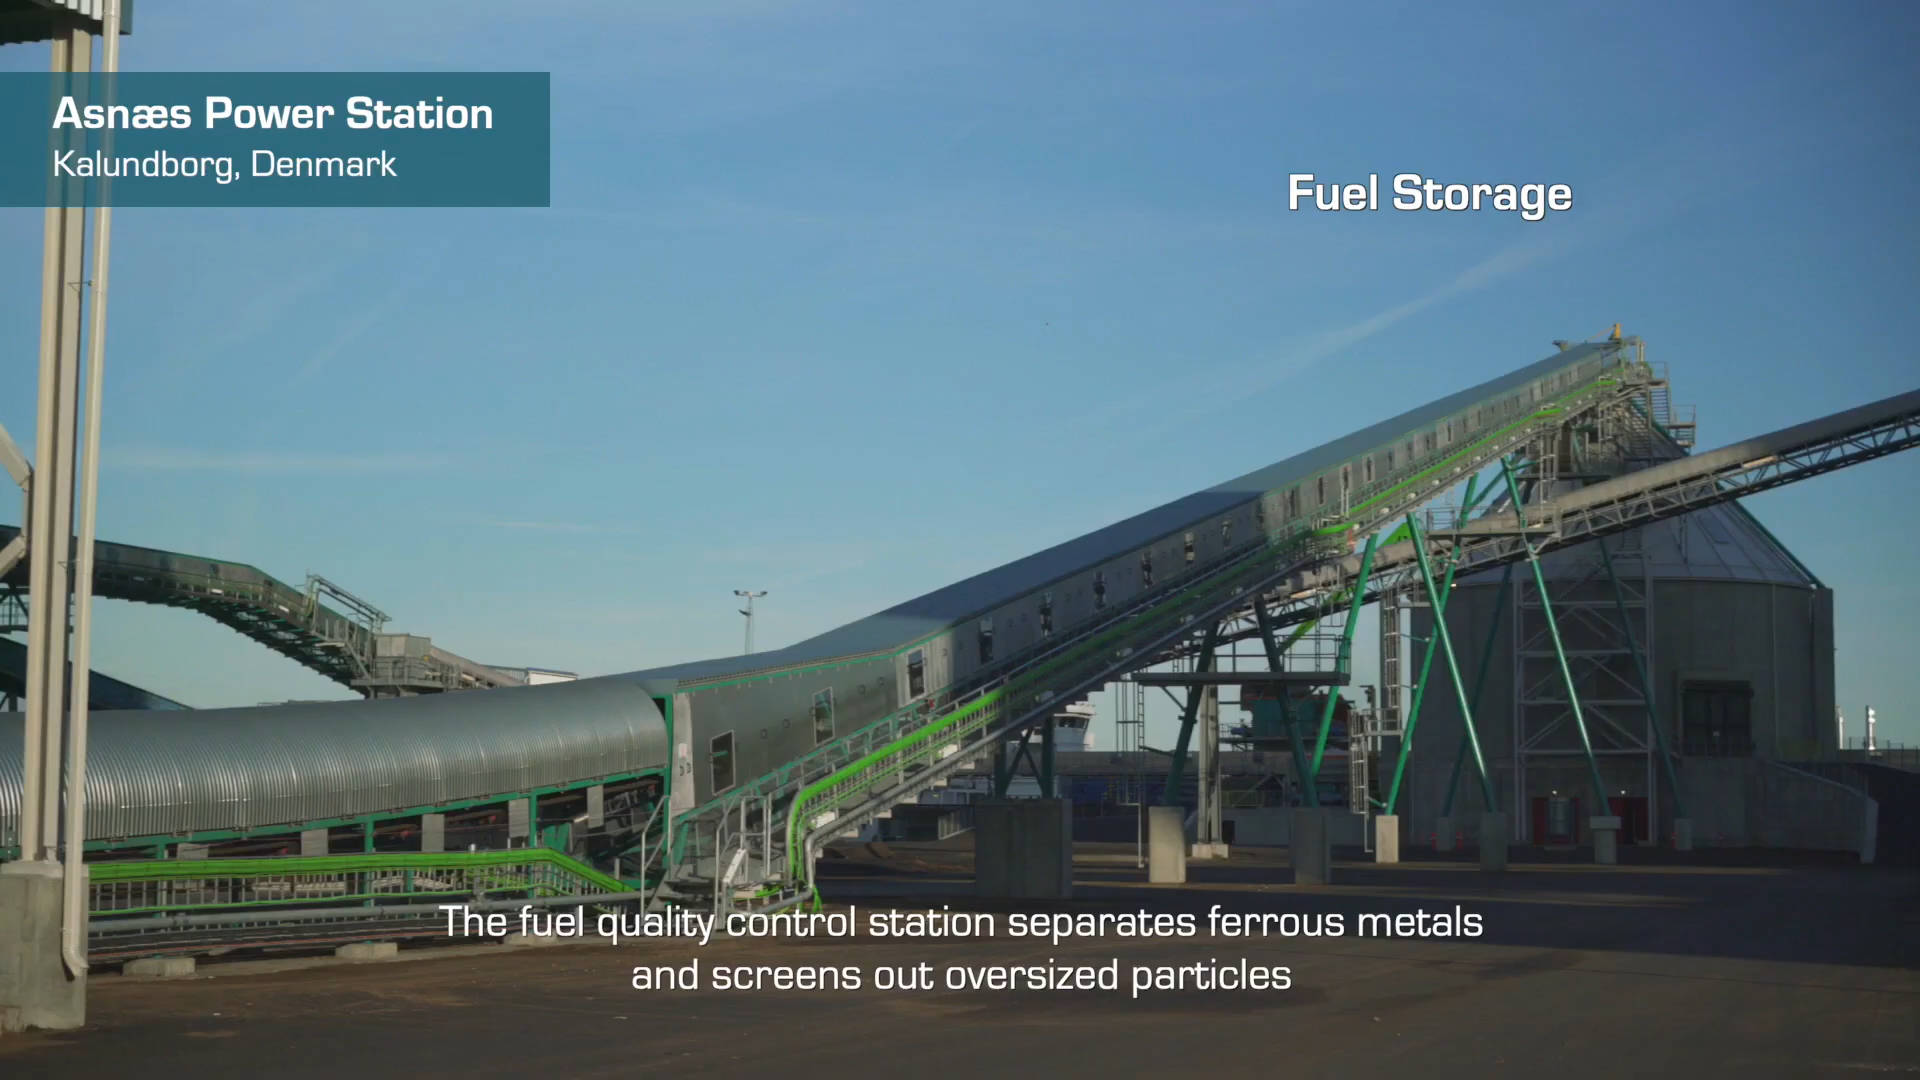 Asnæs Power Station
Kalundborg, Denmark
Fuel Storage
The fuel quality control station separates ferrous metals
and screens out oversized particles